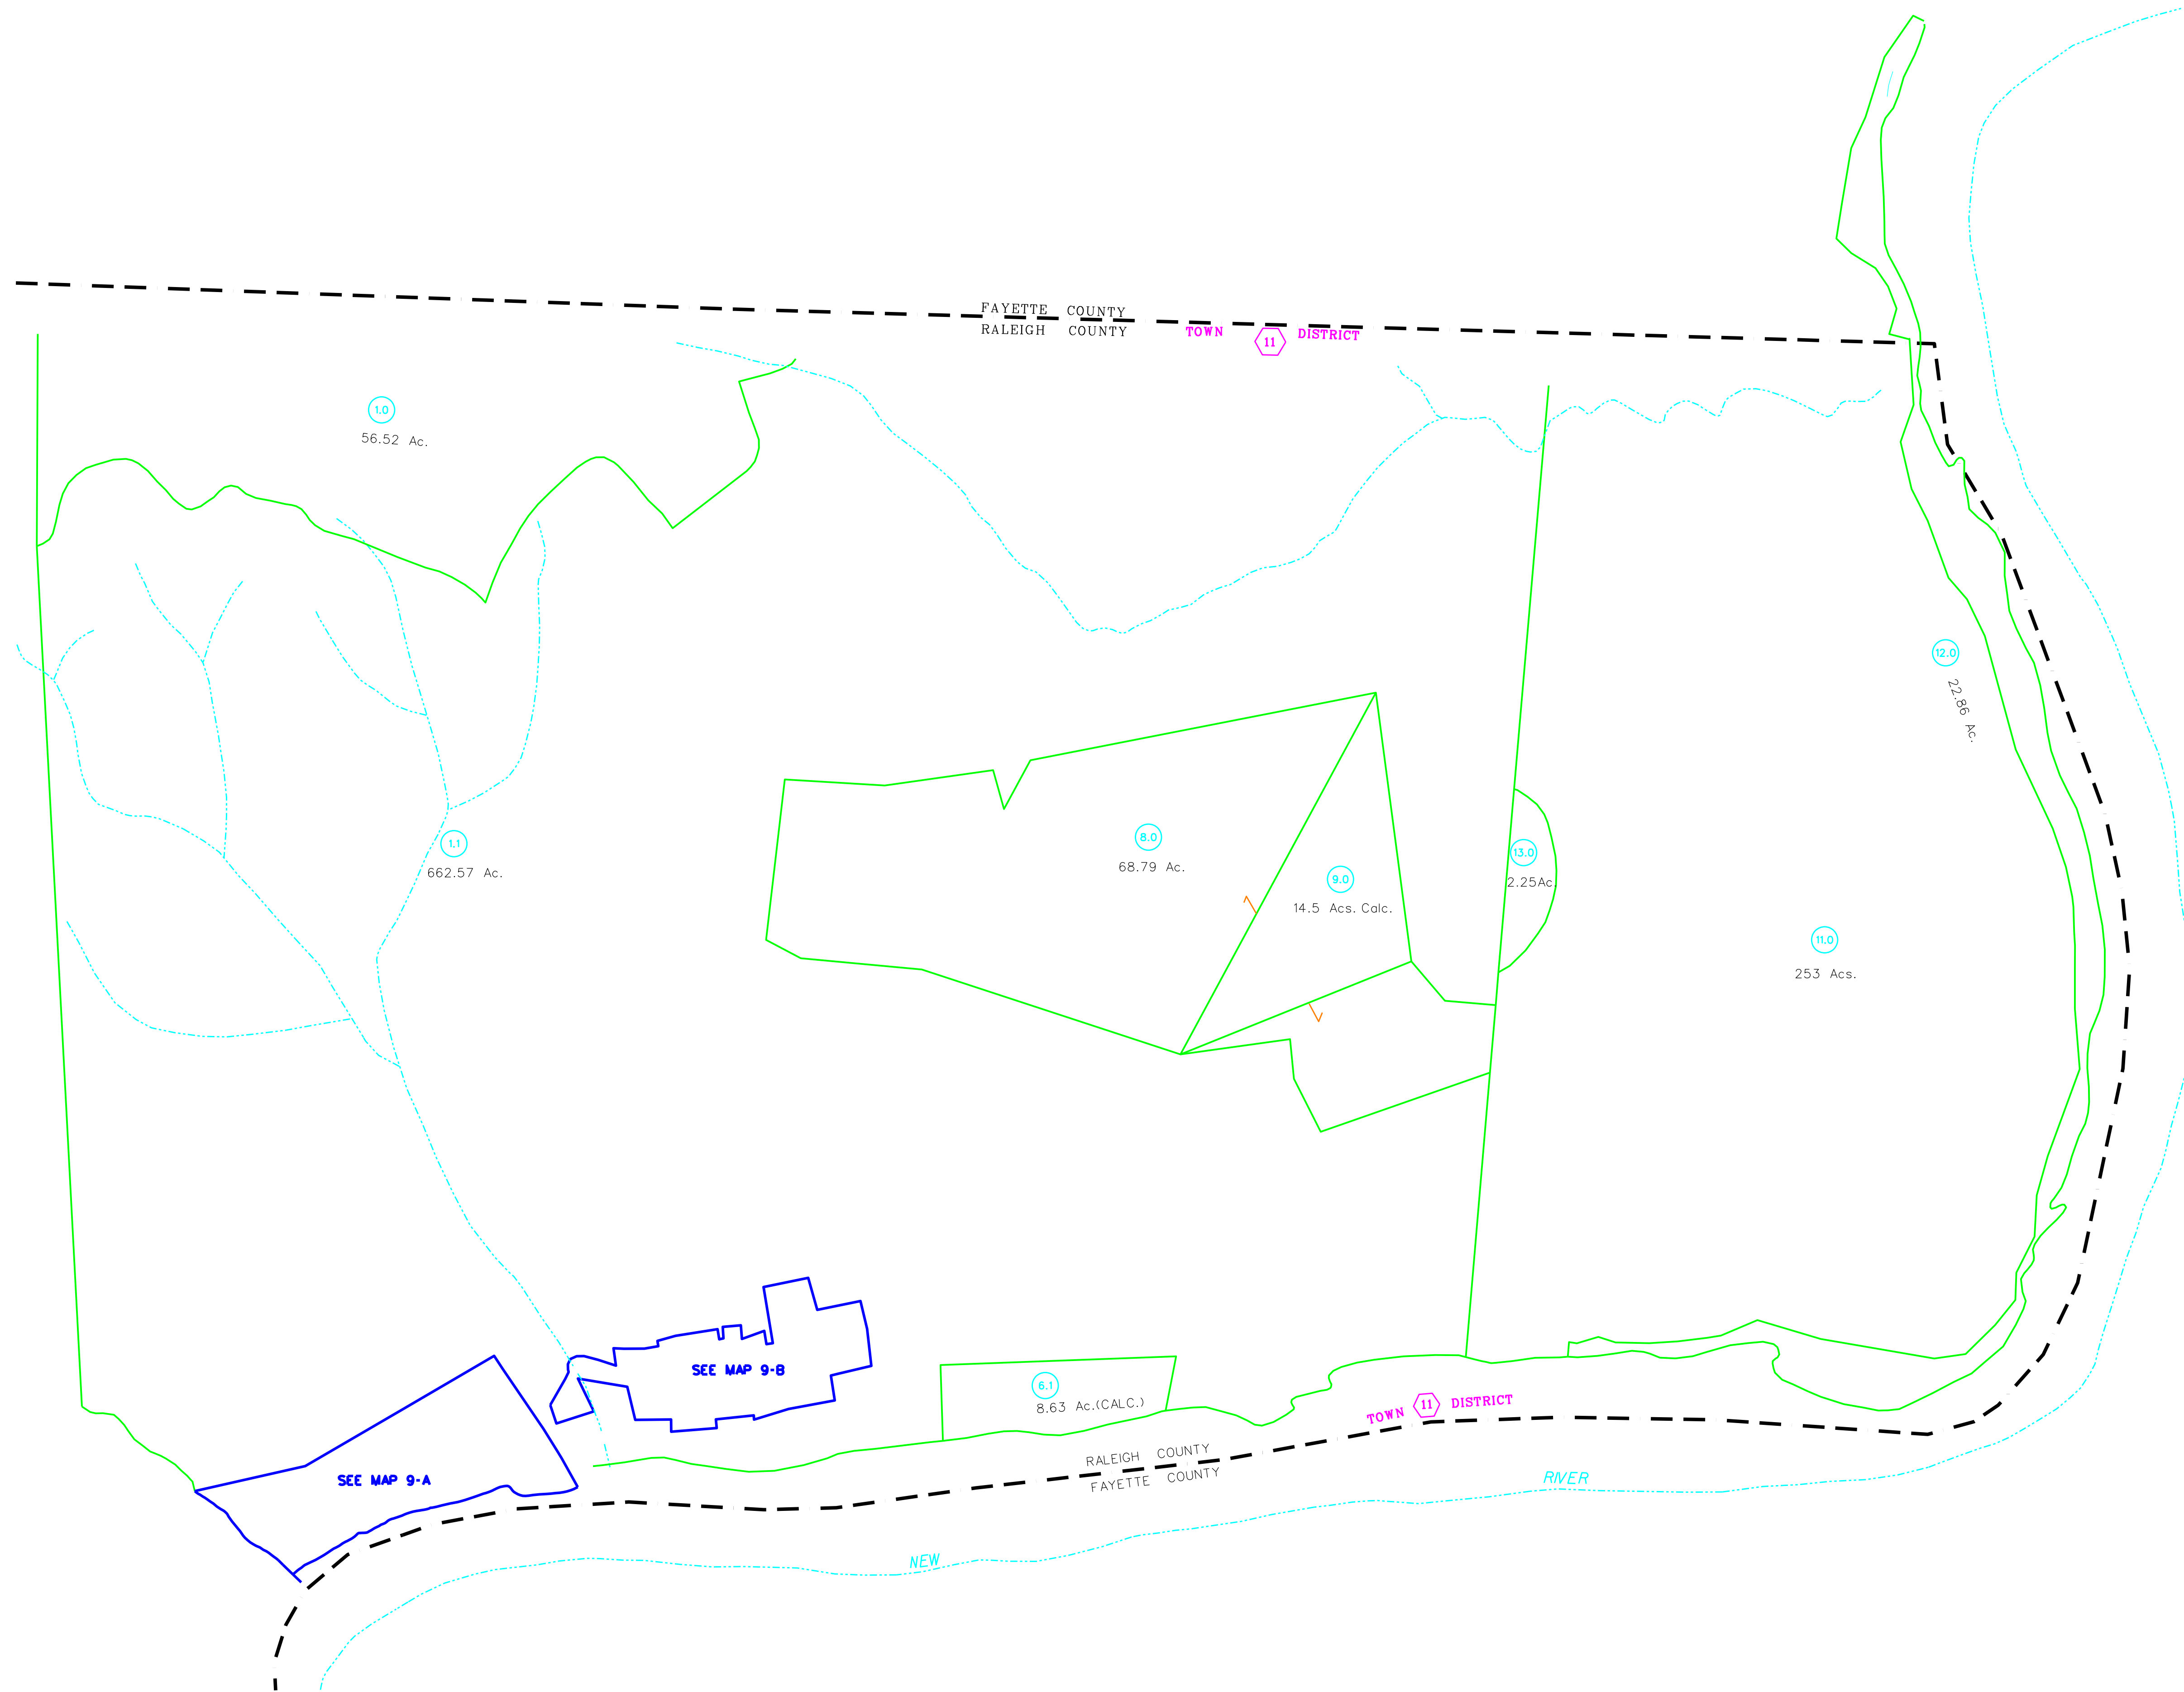 FAYETTE COUNTY
RALEIGH COUNTY
TOWN 11 DISTRICT
1.0
56.52 Ac.
12.0
22.86 Ac.
1.1
662.57 Ac.
8.0
68.79 Ac.
9.0
14.5 Acs. Calc.
13.0
2.25Ac.
11.0
253 Acs.
SEE MAP 9-B
6.1
8.63 Ac.(CALC.)
TOWN 11 DISTRICT
SEE MAP 9-A
RALEIGH COUNTY
FAYETTE COUNTY
NEW RIVER